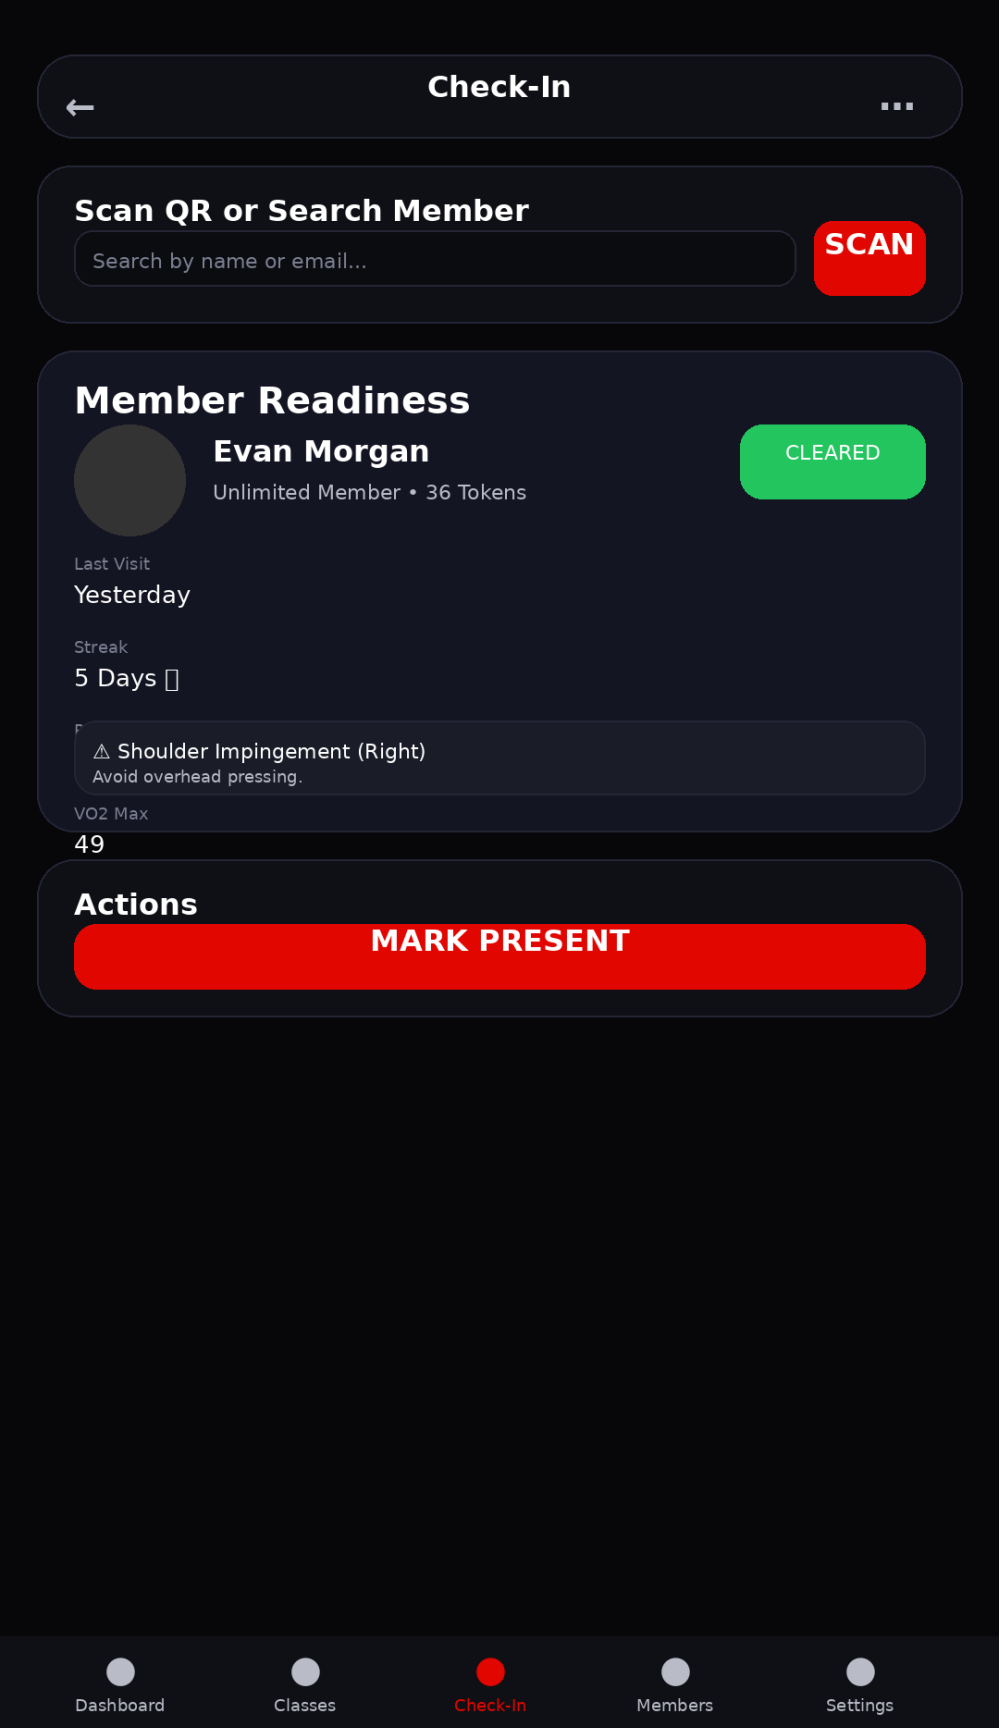 Check-In
← ...
Scan QR or Search Member
Search by name or email...
SCAN
Member Readiness
Evan Morgan
Unlimited Member • 36 Tokens
CLEARED
Last Visit
Yesterday
Streak
5 Days
⚠ Shoulder Impingement (Right)
Avoid overhead pressing.
VO2 Max
49
Actions
MARK PRESENT
Dashboard
Classes
Check-In
Members
Settings